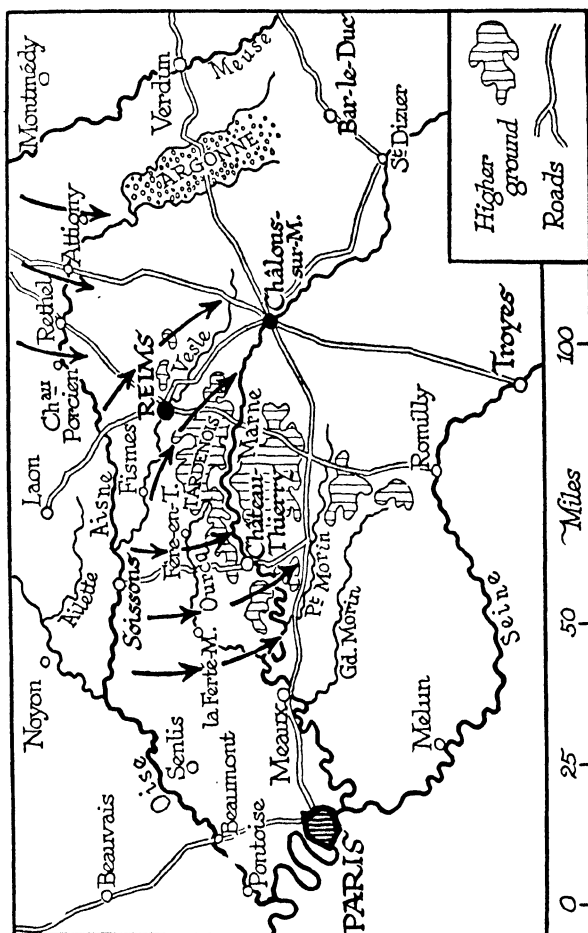 Montmédy
Verdun
Meuse
ARGONNE
Bar-le-Duc
St Dizier
Attigny
Rethel
Chau
Porcien
Laon
REIMS
Vesle
Châlons-
sur-M.
Aisne
Fismes
TARDENOIS
Fère-en-T.
Marne
Château-
Thierry
Ourcq
Soissons
Ailette
Noyon
la Ferté-M.
Pt Morin
Gd. Morin
Romilly
Troyes
Seine
Melun
Meaux
Senlis
Oise
Beaumont
Beauvais
Pontoise
PARIS
Higher
ground
Roads
0 25 50 Miles 100